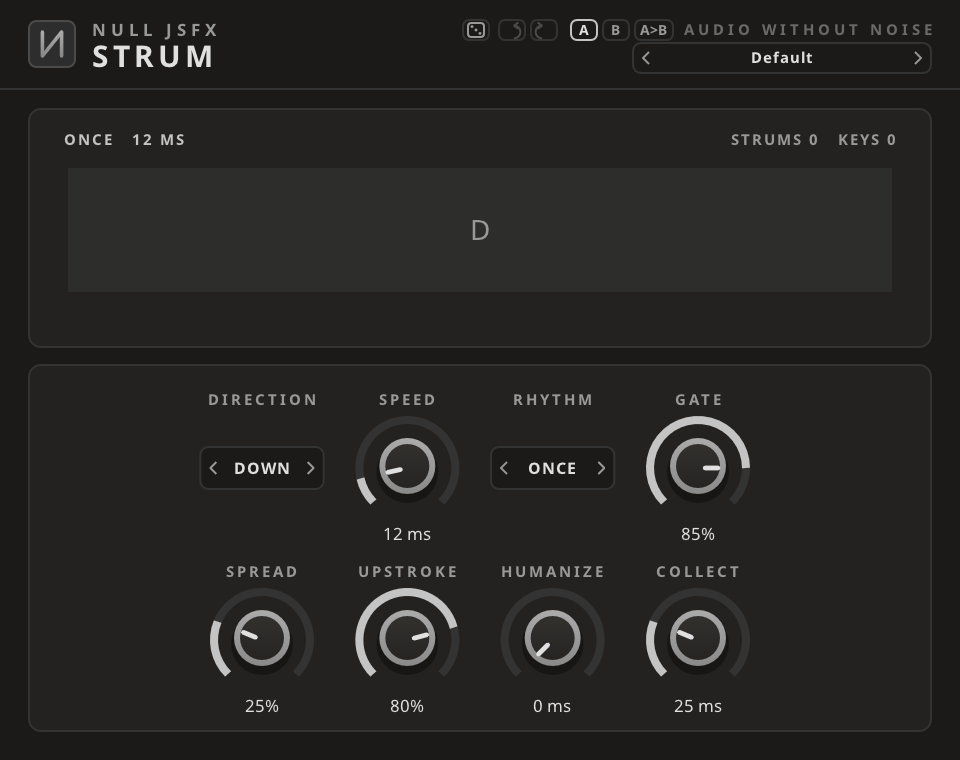 NULL JSFX
STRUM
A B A>B AUDIO WITHOUT NOISE
Default
ONCE 12 MS
STRUMS 0 KEYS 0
D
DIRECTION SPEED RHYTHM GATE
DOWN ONCE
12 ms 85%
SPREAD UPSTROKE HUMANIZE COLLECT
25% 80% 0 ms 25 ms